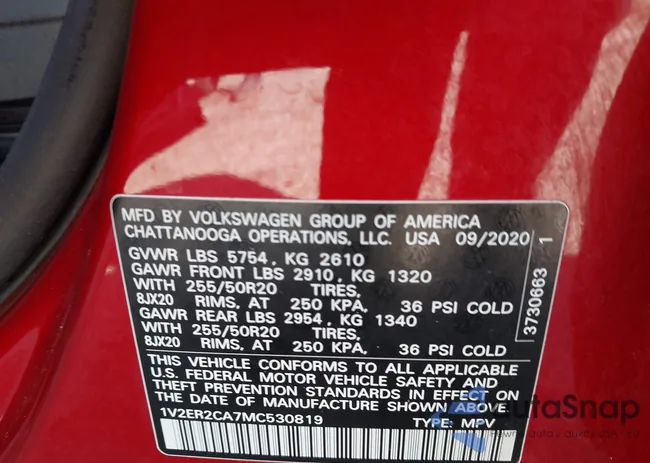 MFD BY VOLKSWAGEN GROUP OF AMERICA
CHATTANOOGA OPERATIONS, LLC. USA 09/2020
GVWR LBS 5754, KG 2610
GAWR FRONT LBS 2910, KG 1320
WITH 255/50R20 TIRES,
8JX20 RIMS, AT 250 KPA, 36 PSI COLD
GAWR REAR LBS 2954, KG 1340
WITH 255/50R20 TIRES,
8JX20 RIMS, AT 250 KPA, 36 PSI COLD
THIS VEHICLE CONFORMS TO ALL APPLICABLE
U.S. FEDERAL MOTOR VEHICLE SAFETY AND
THEFT PREVENTION STANDARDS IN EFFECT ON
THE DATE OF MANUFACTURE SHOWN ABOVE.
1V2ER2CA7MC530819 TYPE: MPV
3730663 1
AutoSnap